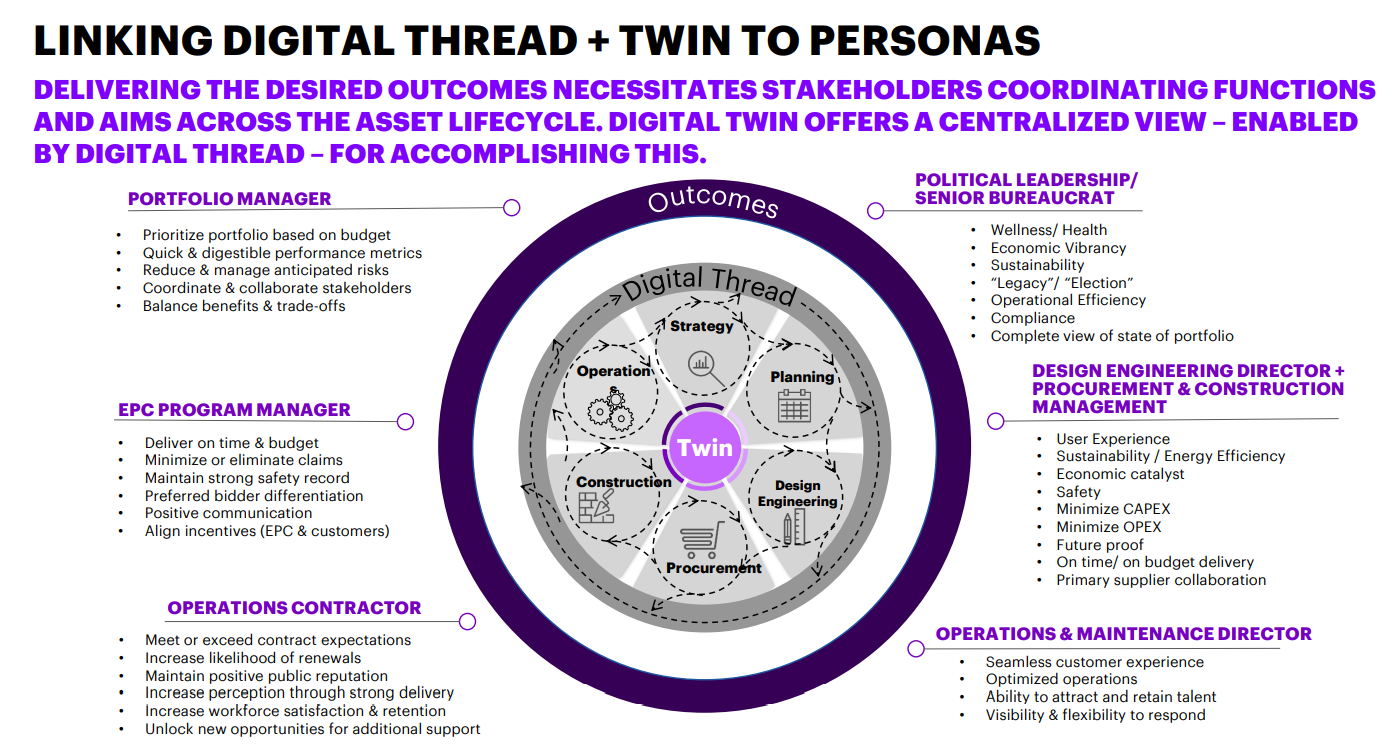 LINKING DIGITAL THREAD + TWIN TO PERSONAS
DELIVERING THE DESIRED OUTCOMES NECESSITATES STAKEHOLDERS COORDINATING FUNCTIONS
AND AIMS ACROSS THE ASSET LIFECYCLE. DIGITAL TWIN OFFERS A CENTRALIZED VIEW – ENABLED
BY DIGITAL THREAD – FOR ACCOMPLISHING THIS.
PORTFOLIO MANAGER
• Prioritize portfolio based on budget
• Quick & digestible performance metrics
• Reduce & manage anticipated risks
• Coordinate & collaborate stakeholders
• Balance benefits & trade-offs
EPC PROGRAM MANAGER
• Deliver on time & budget
• Minimize or eliminate claims
• Maintain strong safety record
• Preferred bidder differentiation
• Positive communication
• Align incentives (EPC & customers)
OPERATIONS CONTRACTOR
• Meet or exceed contract expectations
• Increase likelihood of renewals
• Maintain positive public reputation
• Increase perception through strong delivery
• Increase workforce satisfaction & retention
• Unlock new opportunities for additional support
Outcomes
Digital Thread
Strategy
Planning
Design
Engineering
Procurement
Construction
Operation
s
Twin
POLITICAL LEADERSHIP/
SENIOR BUREAUCRAT
• Wellness/ Health
• Economic Vibrancy
• Sustainability
• “Legacy”/ “Election”
• Operational Efficiency
• Compliance
• Complete view of state of portfolio
DESIGN ENGINEERING DIRECTOR +
PROCUREMENT & CONSTRUCTION
MANAGEMENT
• User Experience
• Sustainability / Energy Efficiency
• Economic catalyst
• Safety
• Minimize CAPEX
• Minimize OPEX
• Future proof
• On time/ on budget delivery
• Primary supplier collaboration
OPERATIONS & MAINTENANCE DIRECTOR
• Seamless customer experience
• Optimized operations
• Ability to attract and retain talent
• Visibility & flexibility to respond